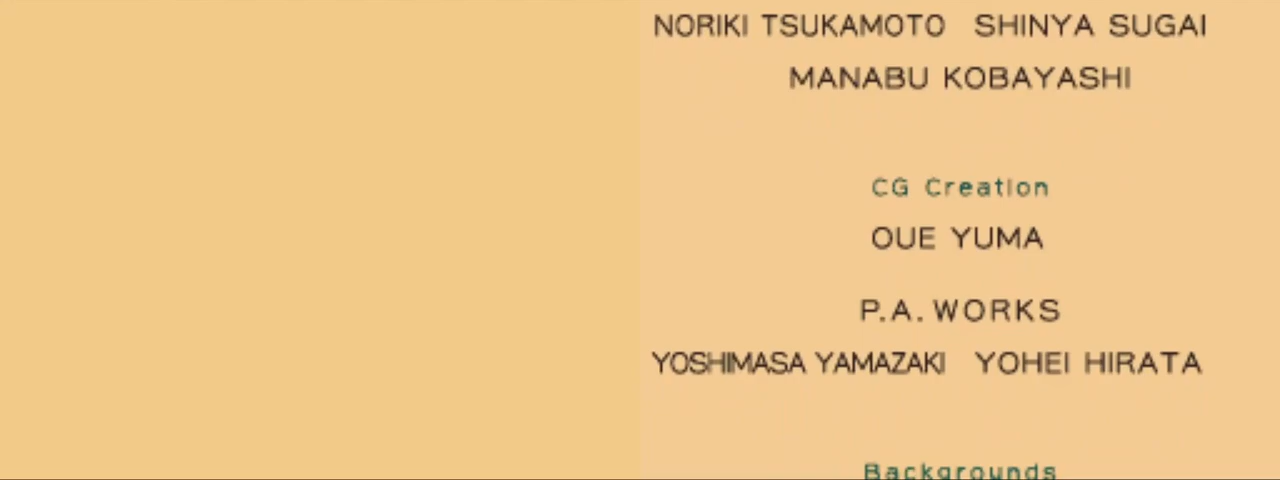 NORIKI TSUKAMOTO SHINYA SUGAI
MANABU KOBAYASHI
CG Creation
OUE YUMA
P.A.WORKS
YOSHIMASA YAMAZAKI YOHEI HIRATA
Backgrounds